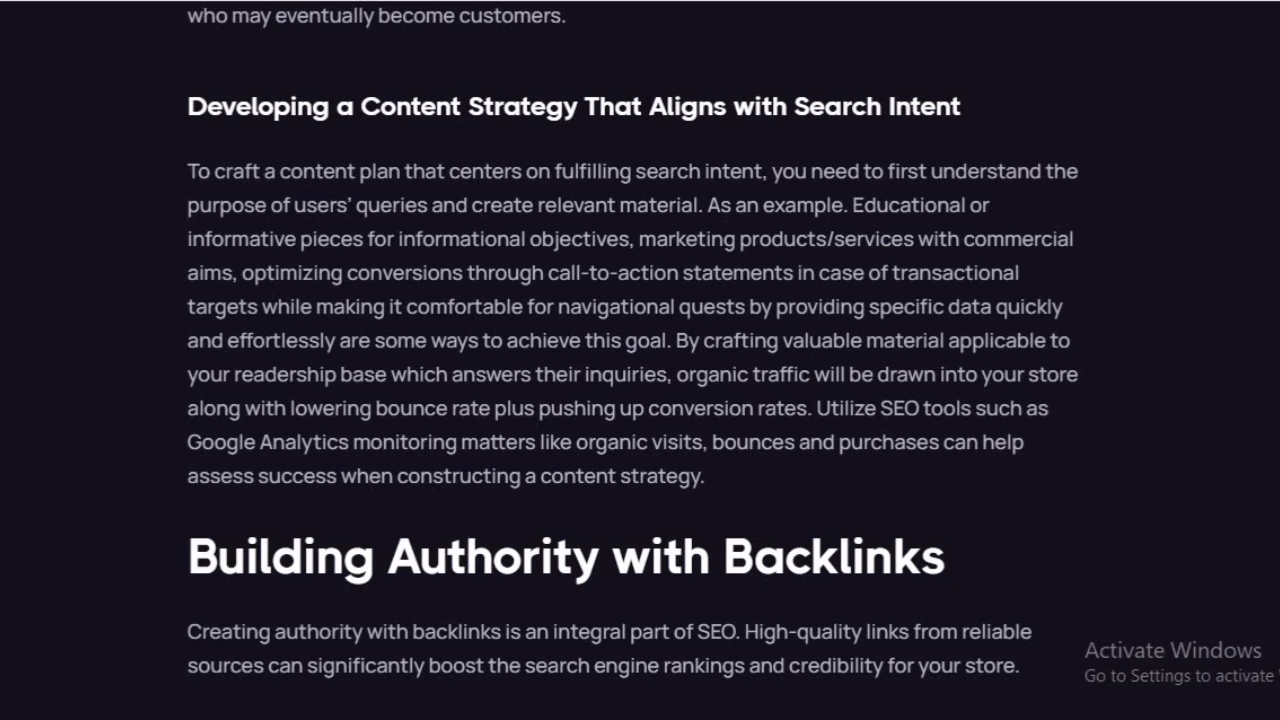 who may eventually become customers.
Developing a Content Strategy That Aligns with Search Intent
To craft a content plan that centers on fulfilling search intent, you need to first understand the
purpose of users’ queries and create relevant material. As an example. Educational or
informative pieces for informational objectives, marketing products/services with commercial
aims, optimizing conversions through call-to-action statements in case of transactional
targets while making it comfortable for navigational quests by providing specific data quickly
and effortlessly are some ways to achieve this goal. By crafting valuable material applicable to
your readership base which answers their inquiries, organic traffic will be drawn into your store
along with lowering bounce rate plus pushing up conversion rates. Utilize SEO tools such as
Google Analytics monitoring matters like organic visits, bounces and purchases can help
assess success when constructing a content strategy.
Building Authority with Backlinks
Creating authority with backlinks is an integral part of SEO. High-quality links from reliable
sources can significantly boost the search engine rankings and credibility for your store.
Activate Windows
Go to Settings to activate